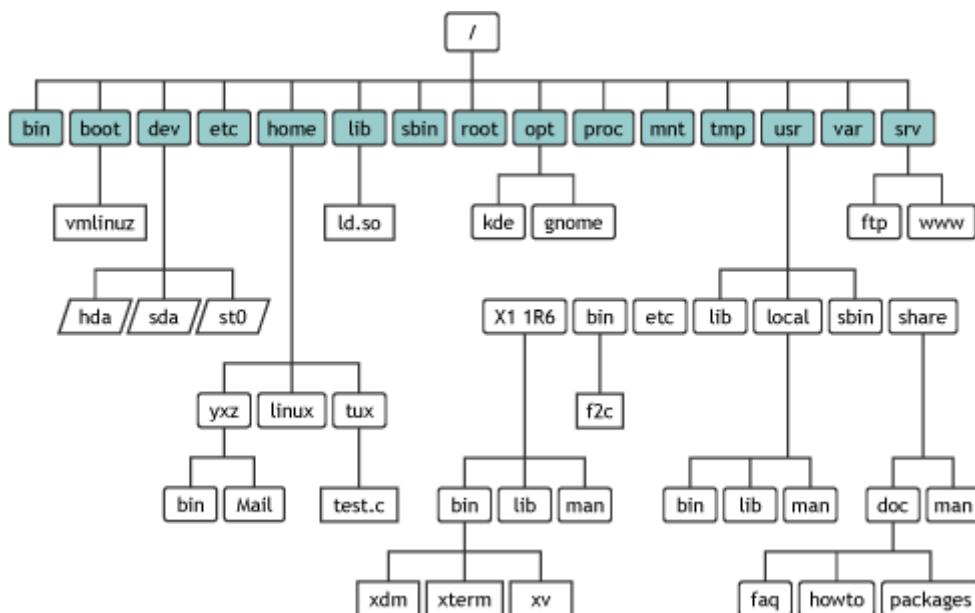 /
bin boot dev etc home lib sbin root opt proc mnt tmp usr var srv
vmlinuz ld.so kde gnome ftp www
hda sda st0 X1 1R6 bin etc lib local sbin share
yxz linux tux f2c
bin Mail test.c bin lib man bin lib man doc man
xdm xterm xv faq howto packages